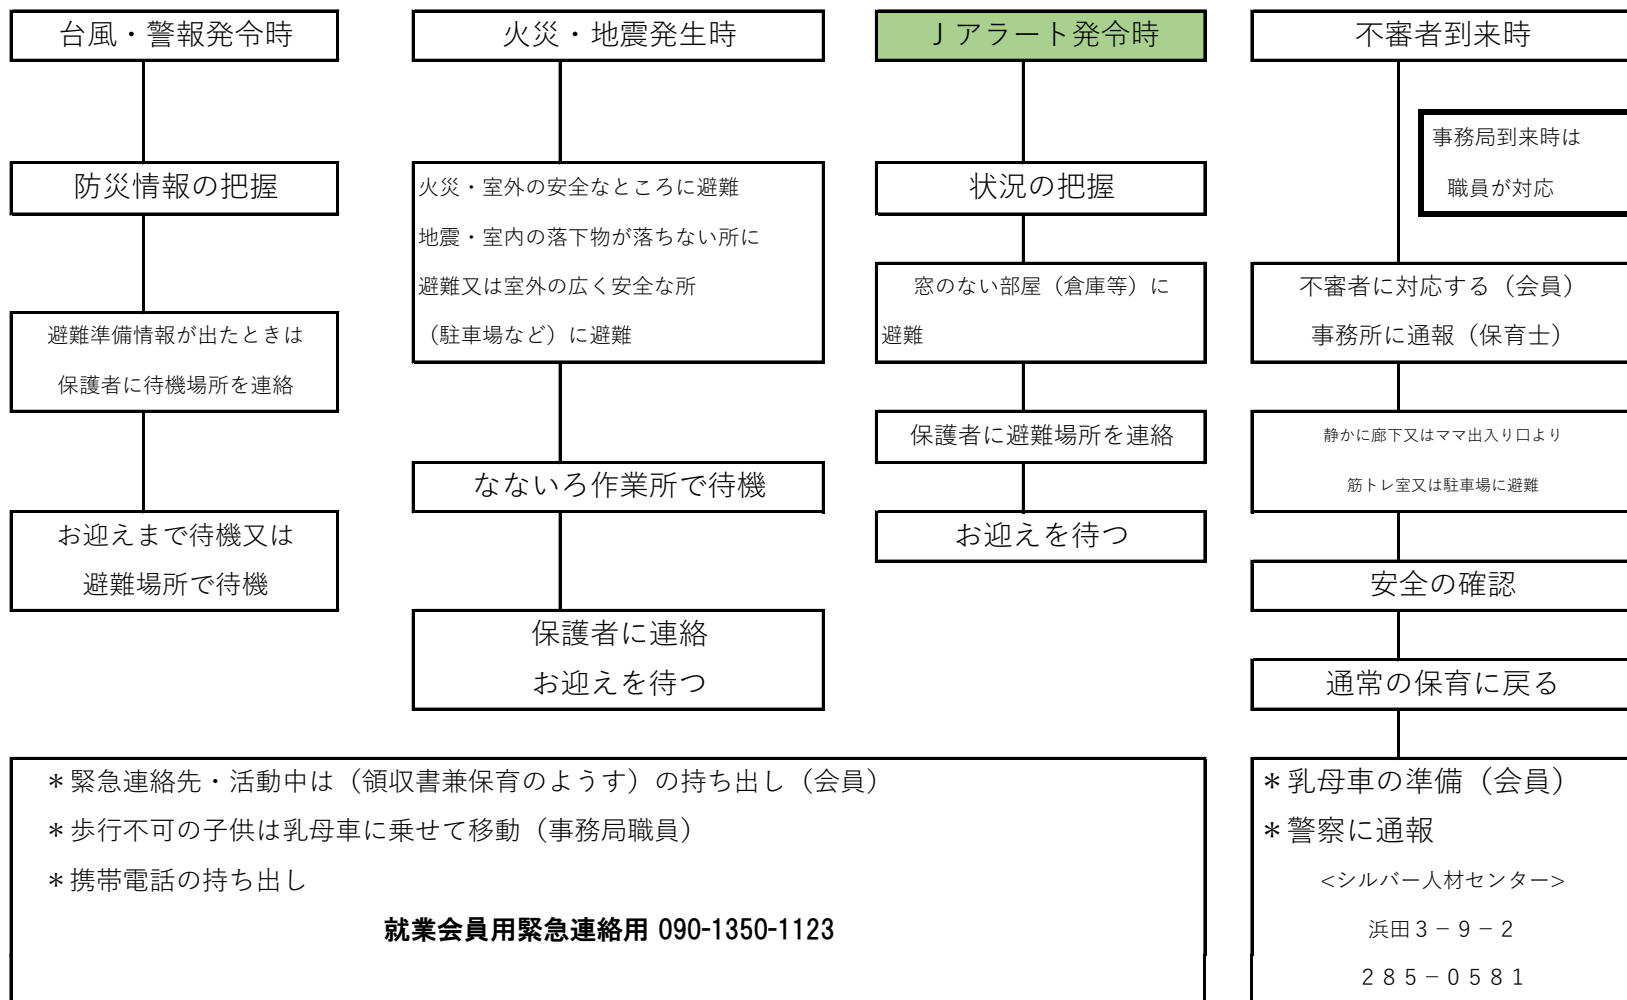 台風・警報発令時
防災情報の把握
避難準備情報が出たときは
保護者に待機場所を連絡
お迎えまで待機又は
避難場所で待機
火災・地震発生時
火災・室外の安全なところに避難
地震・室内の落下物が落ちない所に
避難又は室外の広く安全な所
（駐車場など）に避難
なないろ作業所で待機
保護者に連絡
お迎えを待つ
Ｊアラート発令時
状況の把握
窓のない部屋（倉庫等）に
避難
保護者に避難場所を連絡
お迎えを待つ
不審者到来時
事務局到来時は
職員が対応
不審者に対応する（会員）
事務所に通報（保育士）
静かに廊下又はママ出入り口より
筋トレ室又は駐車場に避難
安全の確認
通常の保育に戻る
＊緊急連絡先・活動中は（領収書兼保育のようす）の持ち出し（会員）
＊歩行不可の子供は乳母車に乗せて移動（事務局職員）
＊携帯電話の持ち出し
就業会員用緊急連絡用 090-1350-1123
＊乳母車の準備（会員）
＊警察に通報
<シルバー人材センター>
浜田３－９－２
２８５－０５８１